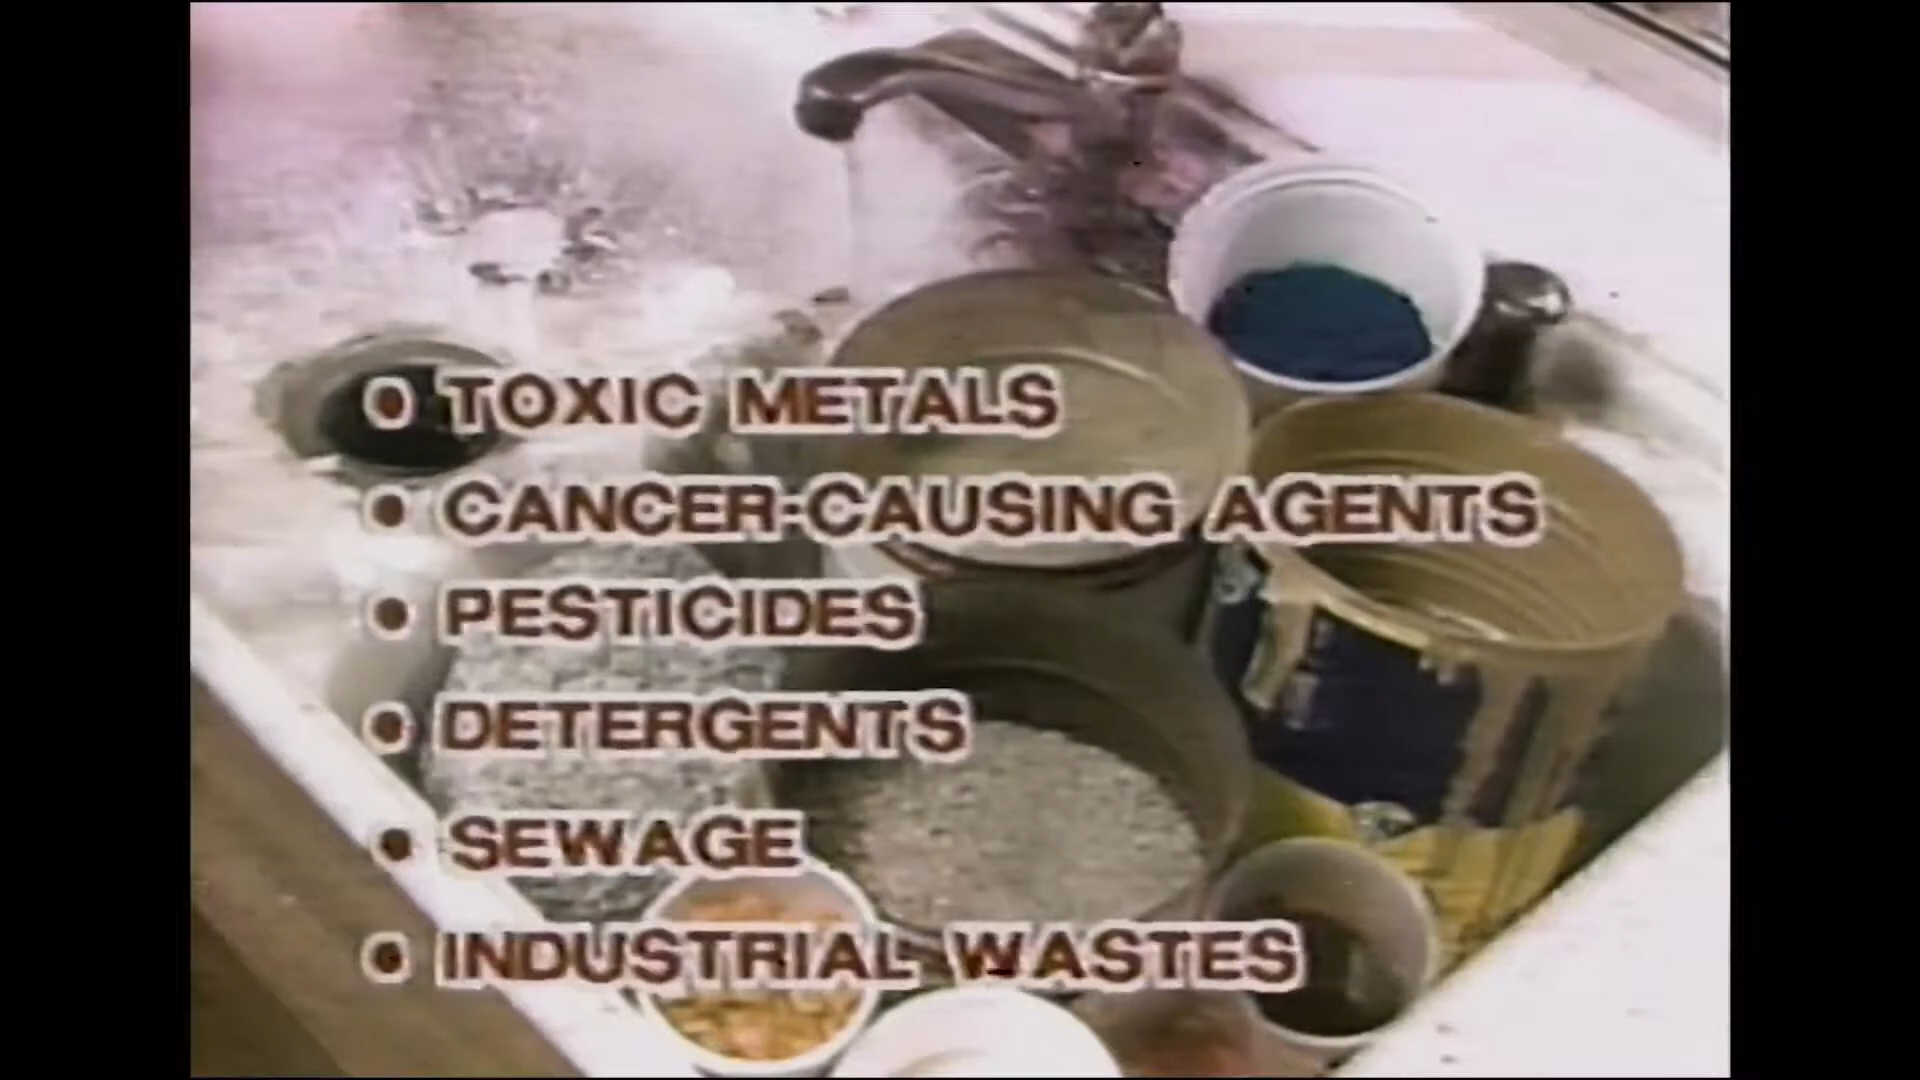 • TOXIC METALS
• CANCER-CAUSING AGENTS
• PESTICIDES
• DETERGENTS
• SEWAGE
• INDUSTRIAL WASTES